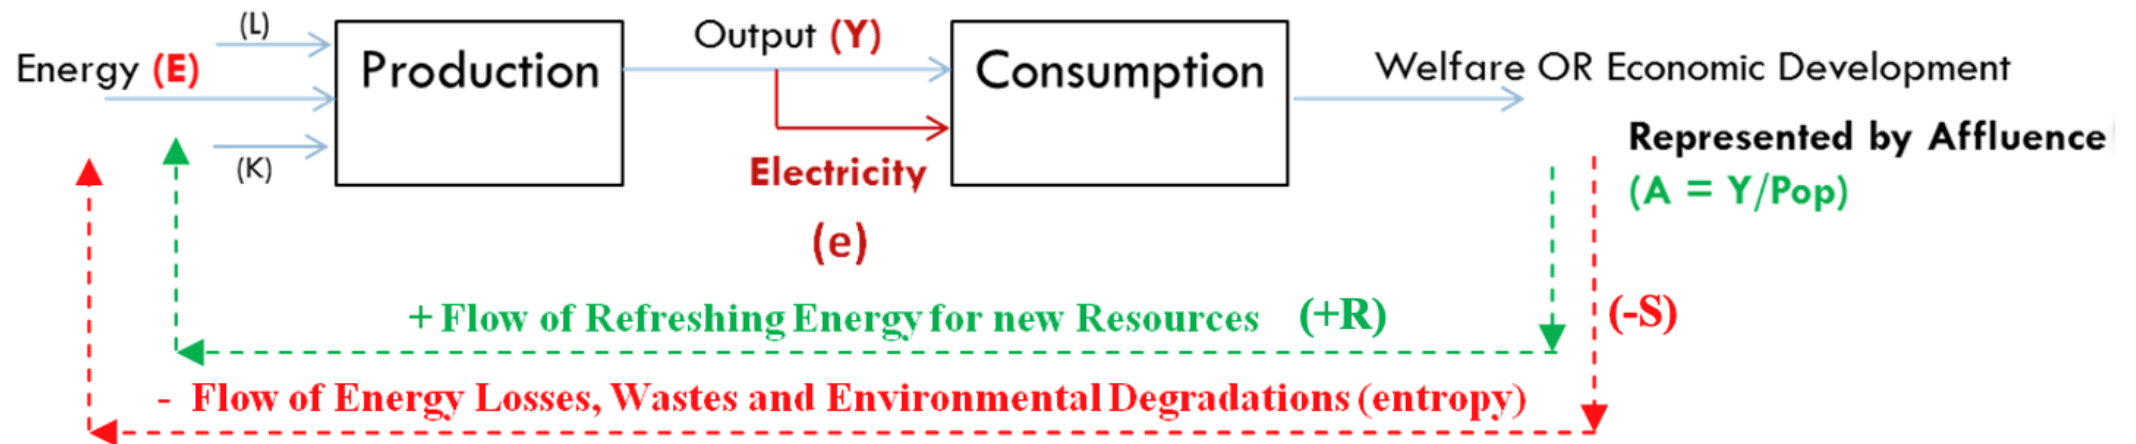 (L)
Energy (E)
(K)
Production
Output (Y)
Electricity
(e)
Consumption
Welfare OR Economic Development
Represented by Affluence
(A = Y/Pop)
+ Flow of Refreshing Energy for new Resources (+R)
(-S)
- Flow of Energy Losses, Wastes and Environmental Degradations (entropy)